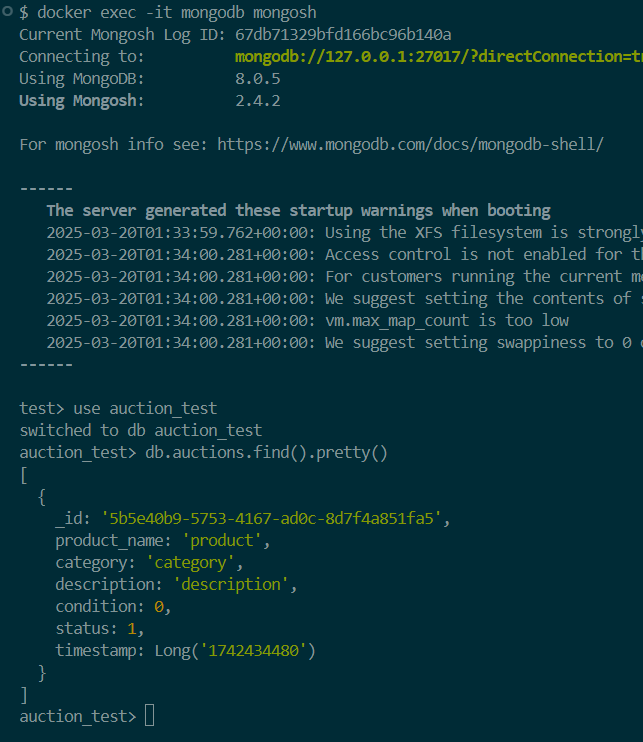 $ docker exec -it mongodb mongosh
Current Mongosh Log ID: 67db71329bfd166bc96b140a
Connecting to:          mongodb://127.0.0.1:27017/?directConnection=t
Using MongoDB:          8.0.5
Using Mongosh:          2.4.2

For mongosh info see: https://www.mongodb.com/docs/mongodb-shell/

------
   The server generated these startup warnings when booting
   2025-03-20T01:33:59.762+00:00: Using the XFS filesystem is strongly
   2025-03-20T01:34:00.281+00:00: Access control is not enabled for
   2025-03-20T01:34:00.281+00:00: For customers running the current
   2025-03-20T01:34:00.281+00:00: We suggest setting the contents of
   2025-03-20T01:34:00.281+00:00: vm.max_map_count is too low
   2025-03-20T01:34:00.281+00:00: We suggest setting swappiness to 0
------

test> use auction_test
switched to db auction_test
auction_test> db.auctions.find().pretty()
[
  {
    _id: '5b5e40b9-5753-4167-ad0c-8d7f4a851fa5',
    product_name: 'product',
    category: 'category',
    description: 'description',
    condition: 0,
    status: 1,
    timestamp: Long('1742434480')
  }
]
auction_test>